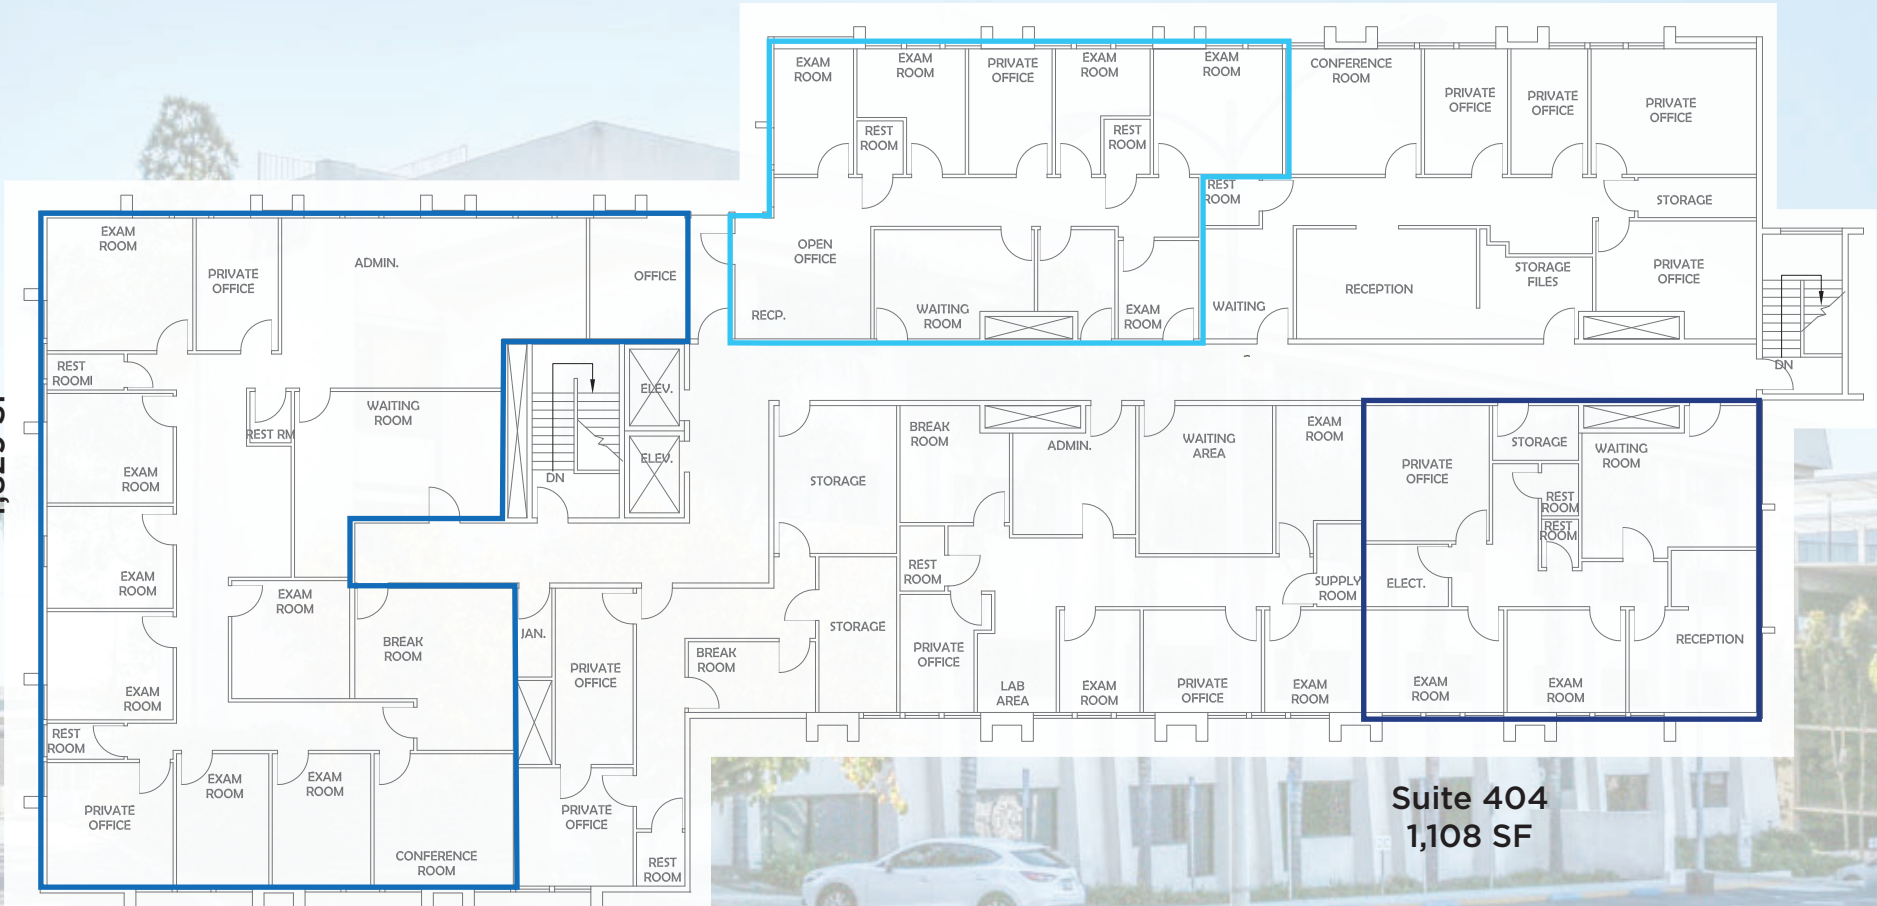 EXAM
ROOM
EXAM
ROOM
PRIVATE
OFFICE
EXAM
ROOM
EXAM
ROOM
CONFERENCE
ROOM
PRIVATE
OFFICE
PRIVATE
OFFICE
PRIVATE
OFFICE
REST
ROOM
REST
ROOM
REST
ROOM
STORAGE
EXAM
ROOM
PRIVATE
OFFICE
ADMIN.
OFFICE
OPEN
OFFICE
RECP.
WAITING
ROOM
EXAM
ROOM
WAITING
RECEPTION
STORAGE
FILES
PRIVATE
OFFICE
DN
REST
ROOMI
WAITING
ROOM
REST RM
ELEV.
ELEV.
DN
EXAM
ROOM
EXAM
ROOM
EXAM
ROOM
EXAM
ROOM
BREAK
ROOM
REST
ROOM
PRIVATE
OFFICE
EXAM
ROOM
EXAM
ROOM
CONFERENCE
ROOM
JAN.
PRIVATE
OFFICE
PRIVATE
OFFICE
REST
ROOM
BREAK
ROOM
STORAGE
STORAGE
BREAK
ROOM
ADMIN.
WAITING
AREA
EXAM
ROOM
REST
ROOM
SUPPLY
ROOM
PRIVATE
OFFICE
LAB
AREA
EXAM
ROOM
PRIVATE
OFFICE
EXAM
ROOM
PRIVATE
OFFICE
STORAGE
WAITING
ROOM
REST
ROOM
REST
ROOM
ELECT.
RECEPTION
EXAM
ROOM
EXAM
ROOM
Suite 404
1,108 SF